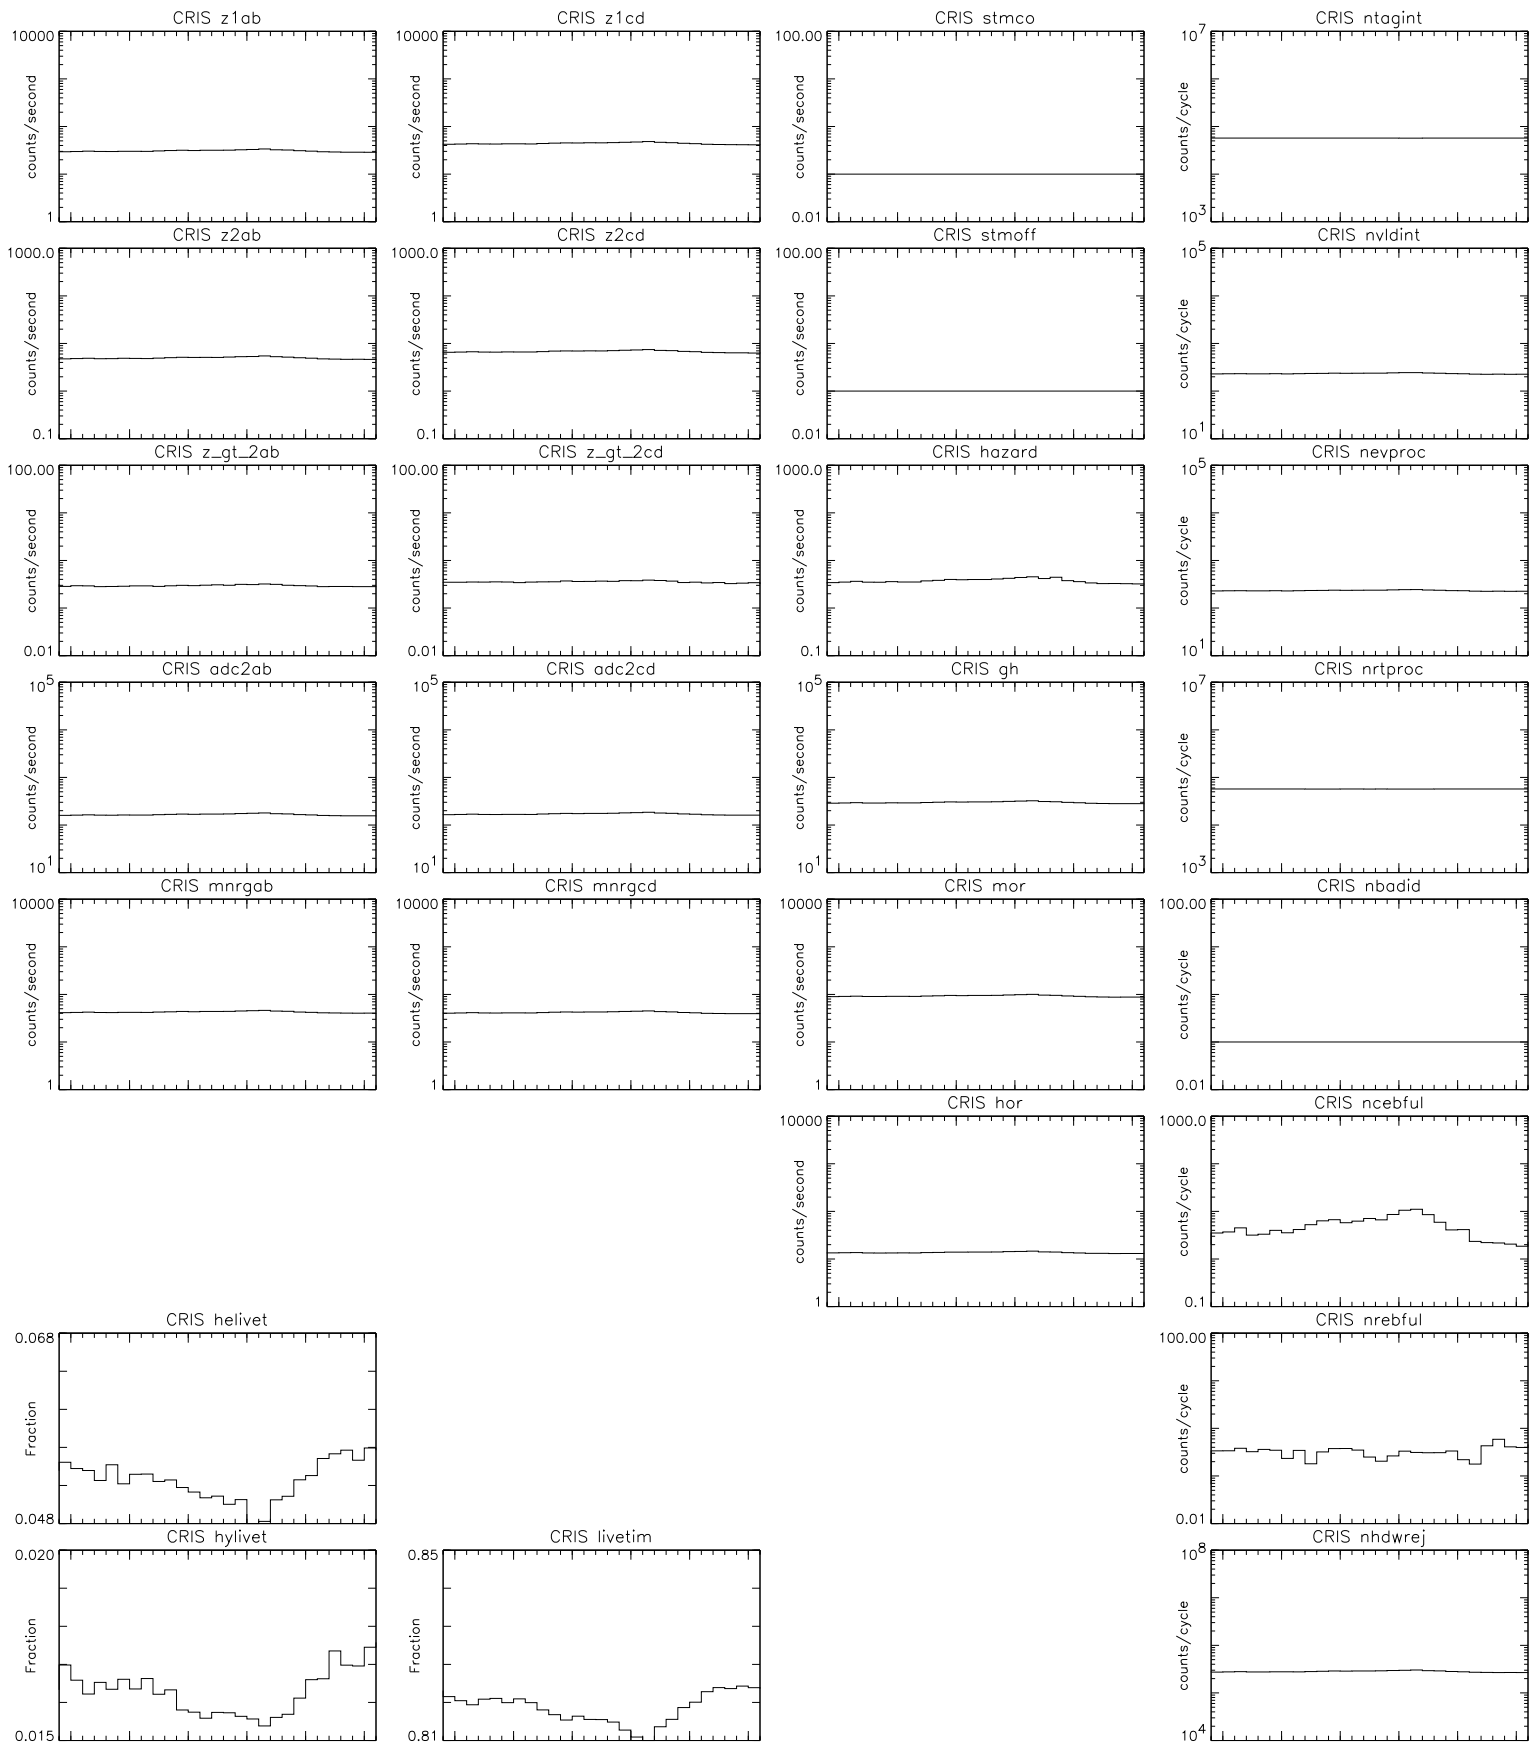 CRIS z1ab
CRIS z1cd
CRIS stmco
CRIS ntagint
10000
counts/second
1
10000
counts/second
1
100.00
counts/second
0.01
10^7
counts/cycle
10^3
CRIS z2ab
CRIS z2cd
CRIS stmoff
CRIS nvldint
1000.0
counts/second
0.1
1000.0
counts/second
0.1
100.00
counts/second
0.01
10^5
counts/cycle
10^1
CRIS z_gt_2ab
CRIS z_gt_2cd
CRIS hazard
CRIS nevproc
100.00
counts/second
0.01
100.00
counts/second
0.01
1000.0
counts/second
0.1
10^5
counts/cycle
10^1
CRIS adc2ab
CRIS adc2cd
CRIS gh
CRIS nrtproc
10^5
counts/second
10^1
10^5
counts/second
10^1
10^5
counts/second
10^1
10^7
counts/cycle
10^3
CRIS mnrgab
CRIS mnrgcd
CRIS mor
CRIS nbadid
10000
counts/second
1
10000
counts/second
1
10000
counts/second
1
100.00
counts/cycle
0.01
CRIS hor
CRIS ncebful
10000
counts/second
1
1000.0
counts/cycle
0.1
CRIS helivet
CRIS nrebful
0.068
Fraction
0.048
100.00
counts/cycle
0.01
CRIS hylivet
CRIS livetim
CRIS nhdwrej
0.020
Fraction
0.015
0.85
Fraction
0.81
10^8
counts/cycle
10^4